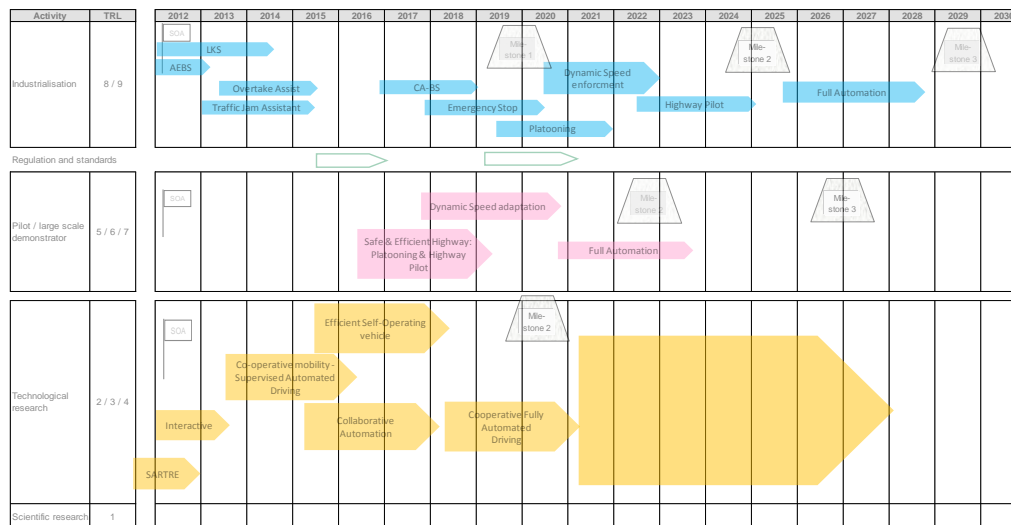 Activity TRL 2012 2013 2014 2015 2016 2017 2018 2019 2020 2021 2022 2023 2024 2025 2026 2027 2028 2029 2030
SOA
LKS
AEBS
Overtake Assist
Traffic Jam Assistant
CA-BS
Emergency Stop
Platooning
Mile-
stone 1
Dynamic Speed
enforcment
Highway Pilot
Mile-
stone 2
Full Automation
Mile-
stone 3
Industrialisation 8 / 9
Regulation and standards
Pilot / large scale
demonstrator
5 / 6 / 7
SOA
Dynamic Speed adaptation
Safe & Efficient Highway:
Platooning & Highway
Pilot
Full Automation
Mile-
stone 2
Mile-
stone 3
Technological
research
2 / 3 / 4
SOA
Efficient Self-Operating
vehicle
Co-operative mobility -
Supervised Automated
Driving
Interactive
SARTRE
Collaborative
Automation
Cooperative Fully
Automated
Driving
Mile-
stone 2
Scientific research 1